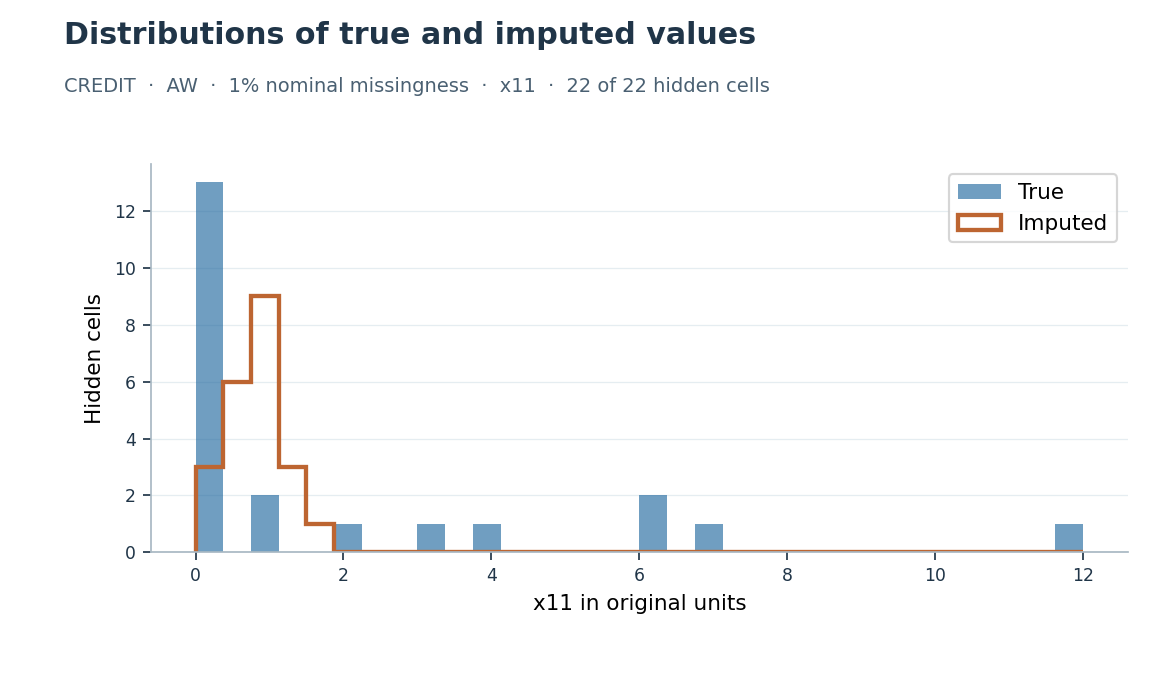 Distributions of true and imputed values
CREDIT · AW · 1% nominal missingness · x11 · 22 of 22 hidden cells
True
Imputed
Hidden cells
12
10
8
6
4
2
0
0 2 4 6 8 10 12
x11 in original units